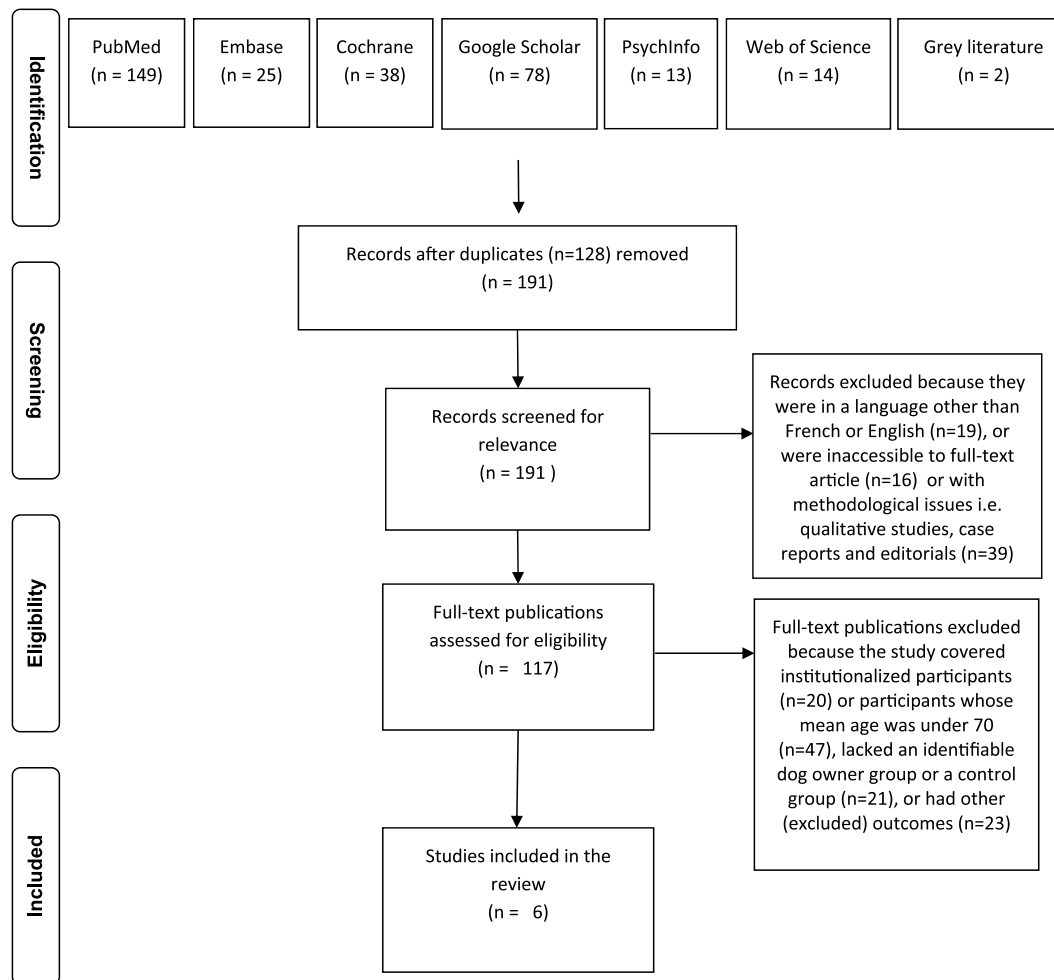 Identification
PubMed
(n = 149)
Embase
(n = 25)
Cochrane
(n = 38)
Google Scholar
(n = 78)
PsychInfo
(n = 13)
Web of Science
(n = 14)
Grey literature
(n = 2)
Records after duplicates (n=128) removed
(n = 191)
Screening
Records screened for
relevance
(n = 191 )
Records excluded because they
were in a language other than
French or English (n=19), or
were inaccessible to full-text
article (n=16) or with
methodological issues i.e.
qualitative studies, case
reports and editorials (n=39)
Eligibility
Full-text publications
assessed for eligibility
(n = 117)
Full-text publications excluded
because the study covered
institutionalized participants
(n=20) or participants whose
mean age was under 70
(n=47), lacked an identifiable
dog owner group or a control
group (n=21), or had other
(excluded) outcomes (n=23)
Included
Studies included in the
review
(n = 6)